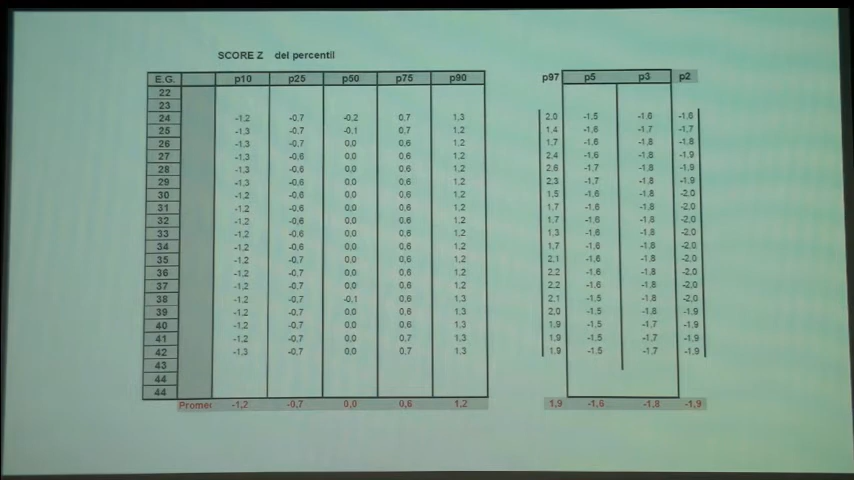 SCORE Z del percentil
E.G. p10 p25 p50 p75 p90 p97 p5 p3 p2
22
23
24 -1,2 -0,7 -0,2 0,7 1,3 2,0 -1,5 -1,6 -1,6
25 -1,3 -0,7 -0,1 0,7 1,2 1,4 -1,6 -1,7 -1,7
26 -1,3 -0,7 0,0 0,6 1,2 1,7 -1,6 -1,8 -1,8
27 -1,3 -0,6 0,0 0,6 1,2 2,4 -1,6 -1,8 -1,9
28 -1,3 -0,6 0,0 0,6 1,2 2,6 -1,7 -1,8 -1,9
29 -1,3 -0,6 0,0 0,6 1,2 2,3 -1,7 -1,8 -1,9
30 -1,2 -0,6 0,0 0,6 1,2 1,5 -1,6 -1,8 -2,0
31 -1,2 -0,6 0,0 0,6 1,2 1,7 -1,6 -1,8 -2,0
32 -1,2 -0,6 0,0 0,6 1,2 1,7 -1,6 -1,8 -2,0
33 -1,2 -0,6 0,0 0,6 1,2 1,3 -1,6 -1,8 -2,0
34 -1,2 -0,6 0,0 0,6 1,2 1,7 -1,6 -1,8 -2,0
35 -1,2 -0,7 0,0 0,6 1,2 2,1 -1,6 -1,8 -2,0
36 -1,2 -0,7 0,0 0,6 1,2 2,2 -1,6 -1,8 -2,0
37 -1,2 -0,7 0,0 0,6 1,2 2,2 -1,6 -1,8 -2,0
38 -1,2 -0,7 -0,1 0,6 1,3 2,1 -1,5 -1,8 -2,0
39 -1,2 -0,7 0,0 0,6 1,3 2,0 -1,5 -1,8 -1,9
40 -1,2 -0,7 0,0 0,6 1,3 1,9 -1,5 -1,7 -1,9
41 -1,2 -0,7 0,0 0,7 1,3 1,9 -1,5 -1,7 -1,9
42 -1,3 -0,7 0,0 0,7 1,3 1,9 -1,5 -1,7 -1,9
43
44
44
Promer -1,2 -0,7 0,0 0,6 1,2 1,9 -1,6 -1,8 -1,9